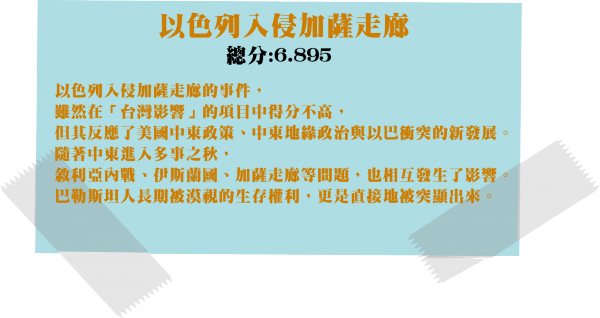 以色列入侵加薩走廊
總分:6.895
以色列入侵加薩走廊的事件，
雖然在「台灣影響」的項目中得分不高，
但其反應了美國中東政策、中東地緣政治與以巴衝突的新發展。
隨著中東進入多事之秋，
敘利亞內戰、伊斯蘭國、加薩走廊等問題，也相互發生了影響。
巴勒斯坦人長期被漠視的生存權利，更是直接地被突顯出來。